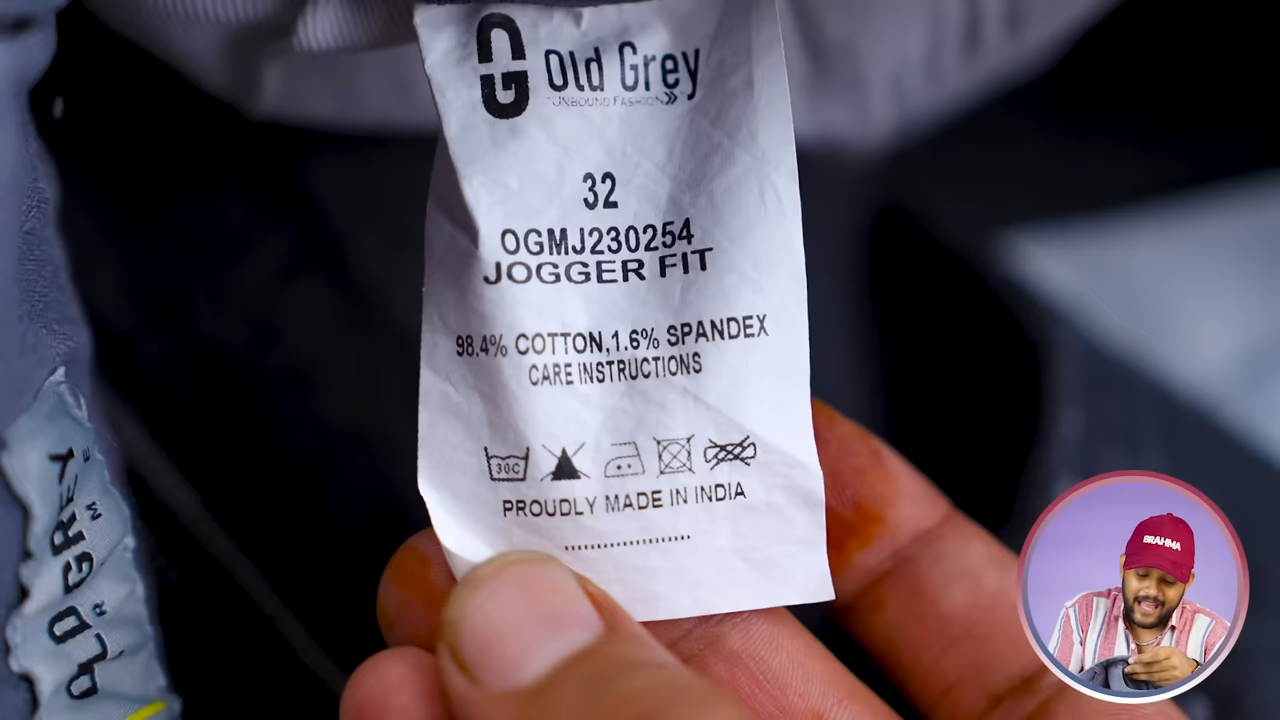 Old Grey
UNBOUND FASHION
32
OGMJ230254
JOGGER FIT
98.4% COTTON,1.6% SPANDEX
CARE INSTRUCTIONS
30C
PROUDLY MADE IN INDIA
OLD GREY
BRAHMA